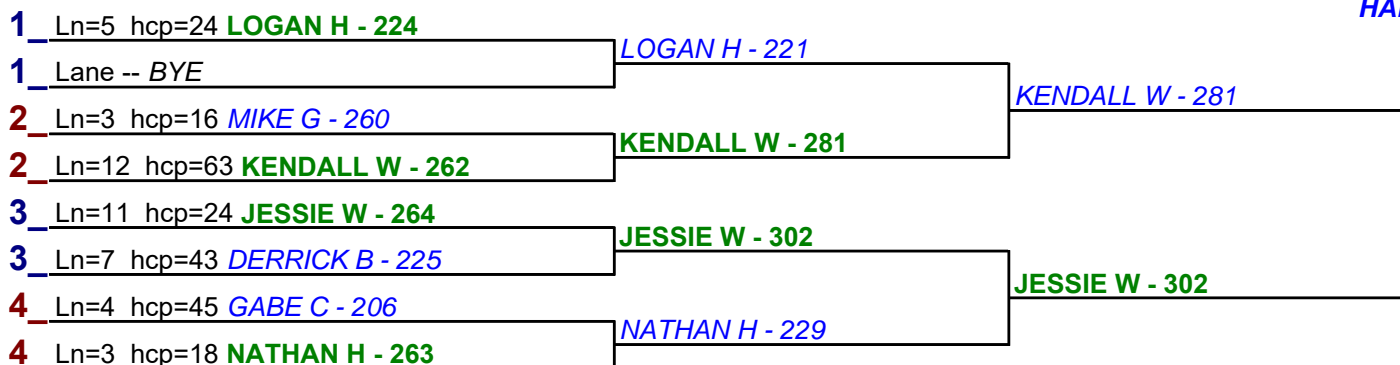 HAN
1_ Ln=5 hcp=24 LOGAN H - 224
LOGAN H - 221
1_ Lane -- BYE
KENDALL W - 281
2_ Ln=3 hcp=16 MIKE G - 260
KENDALL W - 281
2_ Ln=12 hcp=63 KENDALL W - 262
3_ Ln=11 hcp=24 JESSIE W - 264
JESSIE W - 302
3_ Ln=7 hcp=43 DERRICK B - 225
JESSIE W - 302
4_ Ln=4 hcp=45 GABE C - 206
NATHAN H - 229
4 Ln=3 hcp=18 NATHAN H - 263